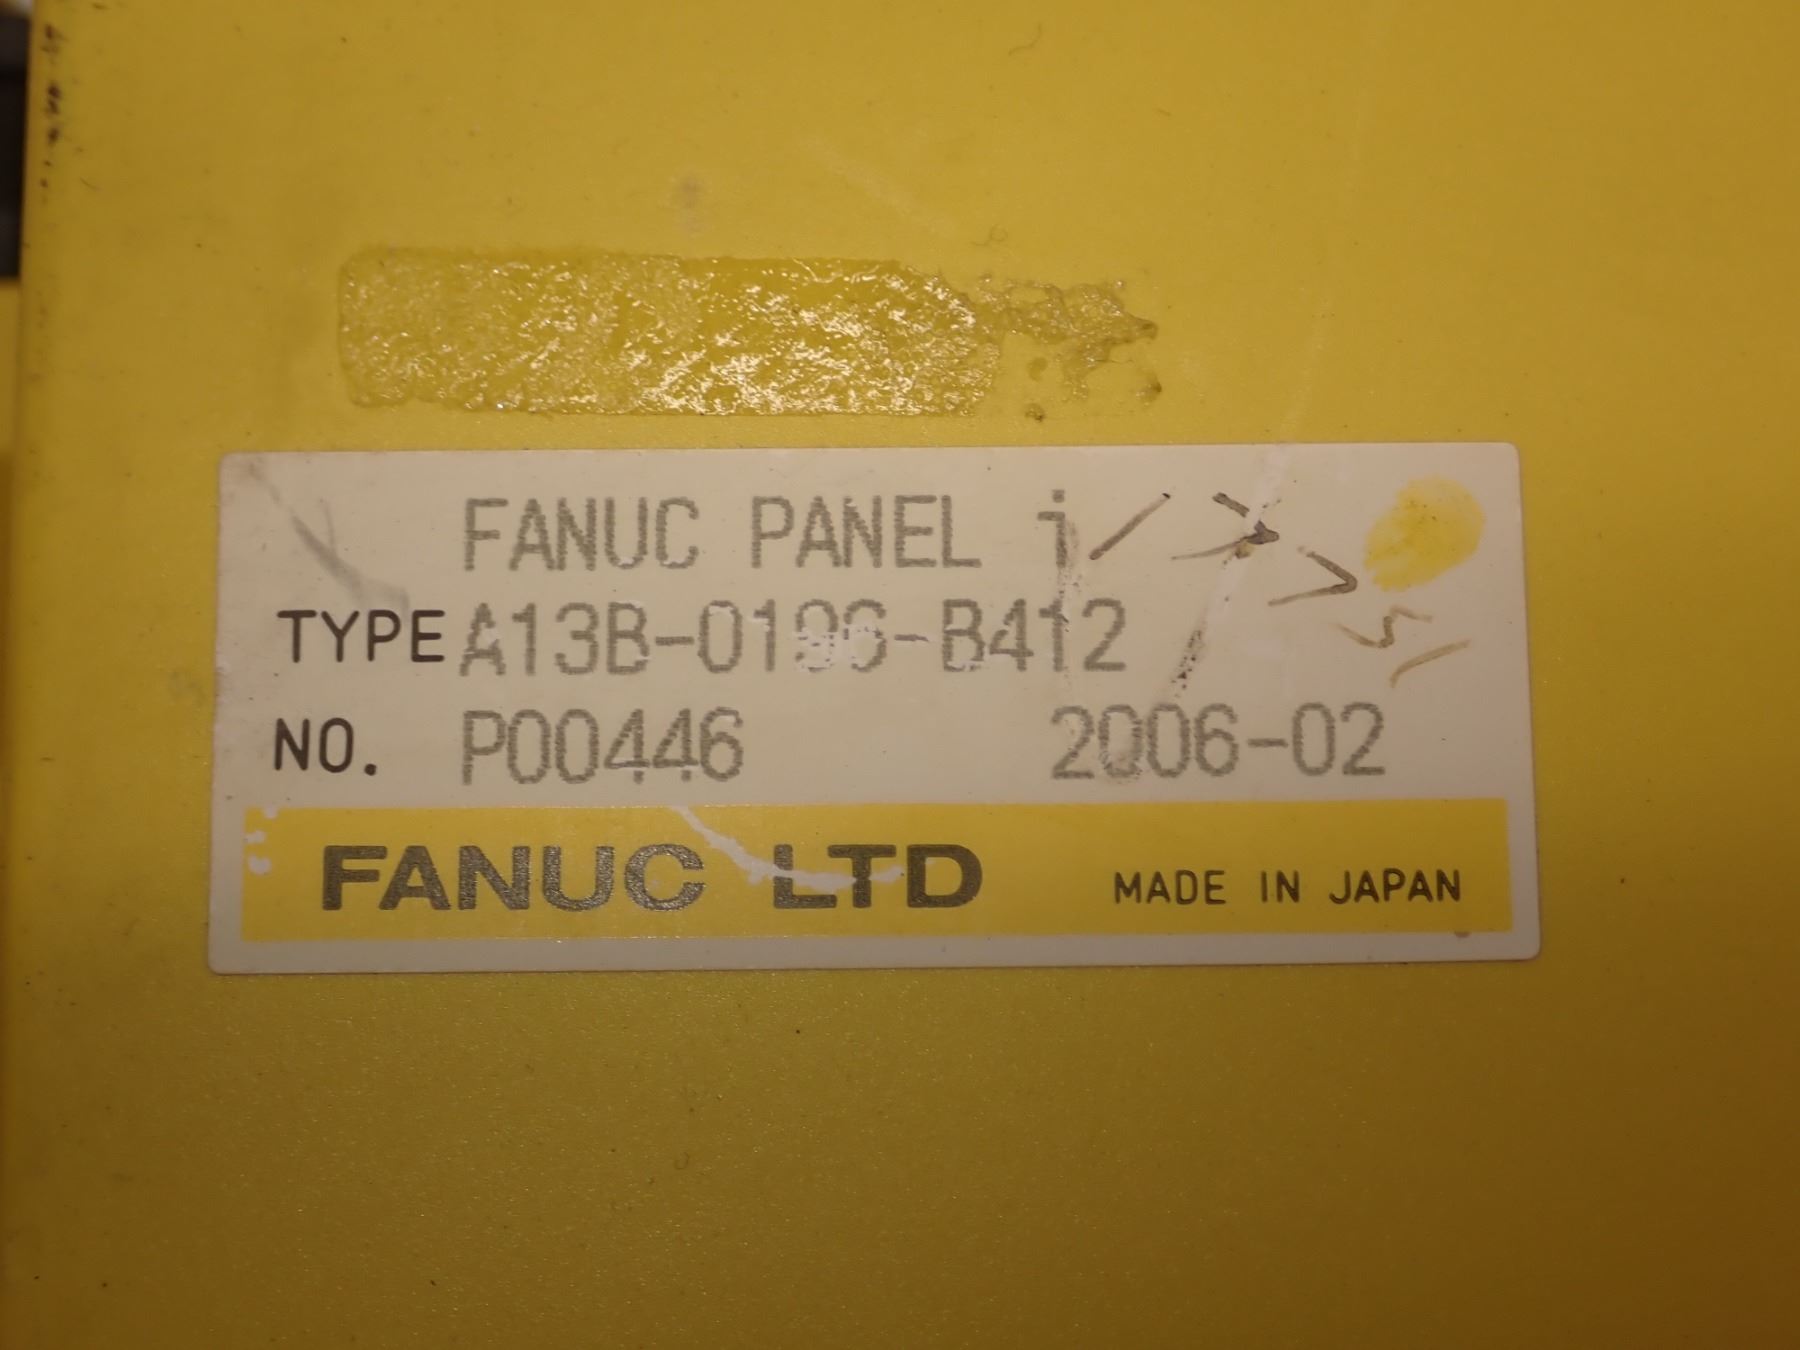 FANUC PANEL i
TYPE A13B-0196-B412
NO. P00446 2006-02
FANUC LTD MADE IN JAPAN